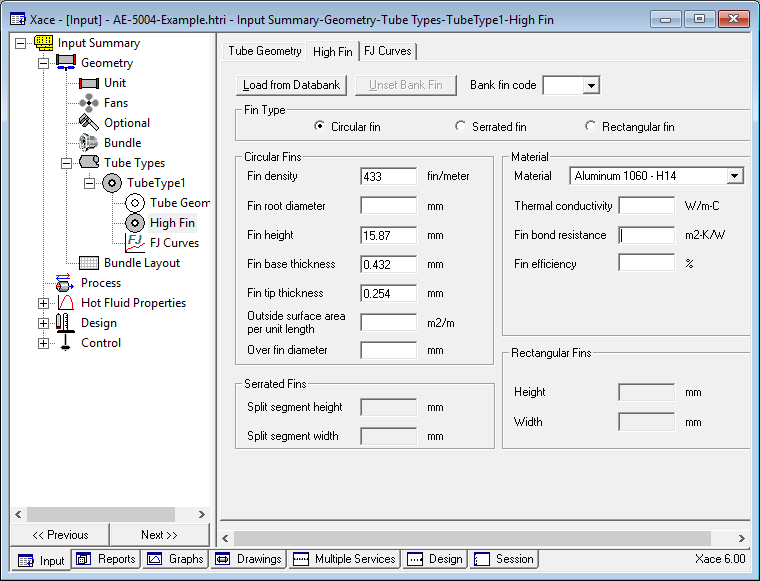 Xace - [Input] - AE-5004-Example.htri - Input Summary-Geometry-Tube Types-TubeType1-High Fin
Input Summary
Geometry
Unit
Fans
Optional
Bundle
Tube Types
TubeType1
Tube Geom
High Fin
FJ Curves
Bundle Layout
Process
Hot Fluid Properties
Design
Control
<< Previous
Next >>
Tube Geometry High Fin FJ Curves
Load from Databank Unset Bank Fin Bank fin code
Fin Type
Circular fin Serrated fin Rectangular fin
Circular Fins
Fin density 433 fin/meter
Fin root diameter mm
Fin height 15.87 mm
Fin base thickness 0.432 mm
Fin tip thickness 0.254 mm
Outside surface area
per unit length m2/m
Over fin diameter mm
Serrated Fins
Split segment height mm
Split segment width mm
Material
Material Aluminum 1060 - H14
Thermal conductivity W/m-C
Fin bond resistance m2-K/W
Fin efficiency %
Rectangular Fins
Height mm
Width mm
Input Reports Graphs Drawings Multiple Services Design Session Xace 6.00